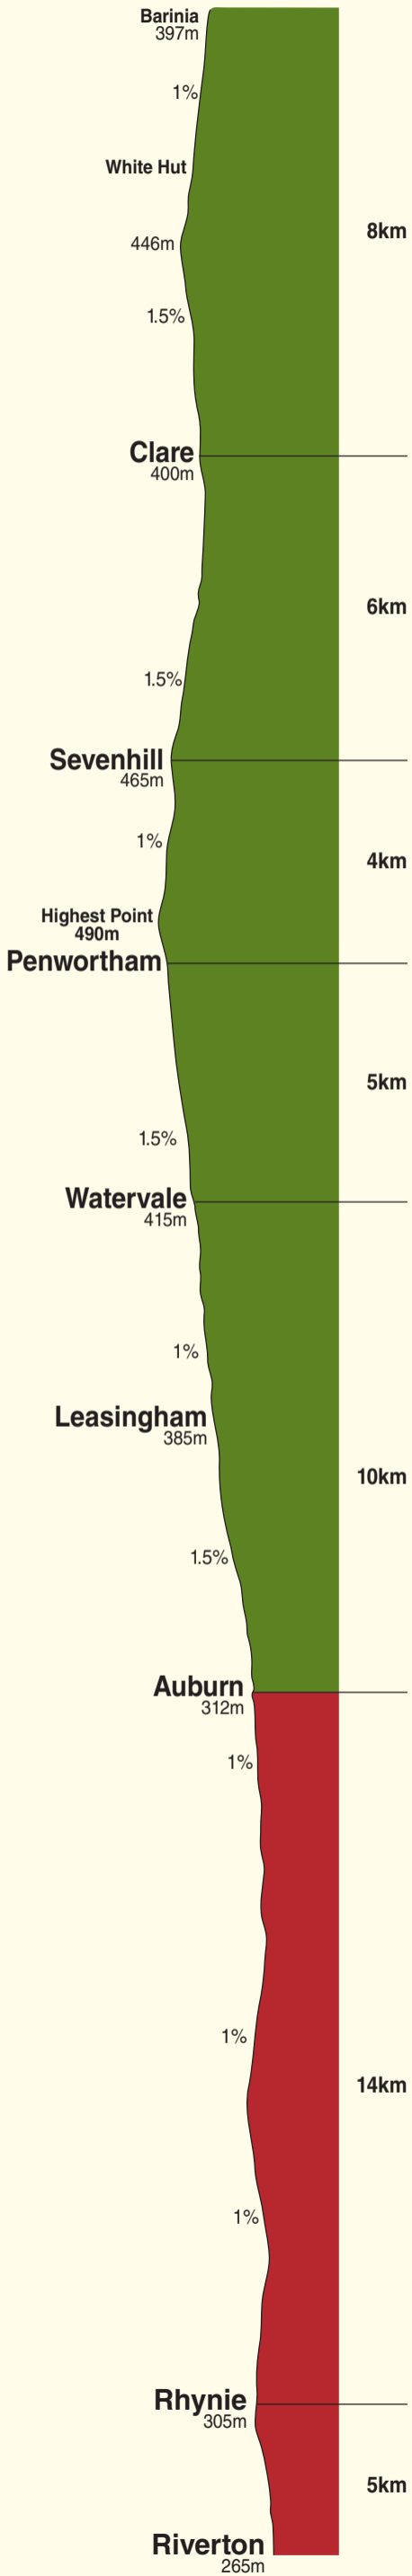 Barinia
397m
1%
White Hut
8km
446m
1.5%
Clare
400m
6km
1.5%
Sevenhill
465m
1%
4km
Highest Point
490m
Penwortham
5km
1.5%
Watervale
415m
1%
Leasingham
385m
10km
1.5%
Auburn
312m
1%
1%
14km
1%
Rhynie
305m
5km
Riverton
265m